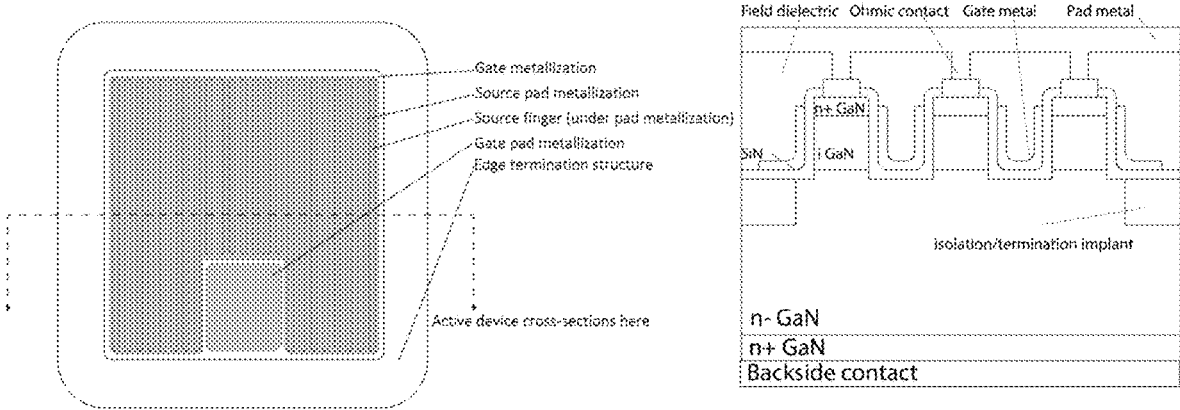 Gate metallization
Source pad metallization
Source finger (under pad metallization)
Gate pad metallization
Edge termination structure
Active device cross-sections here
Field dielectric Ohmic contact Gate metal Pad metal
n+ GaN
SiN
i GaN
isolation/termination implant
n- GaN
n+ GaN
Backside contact